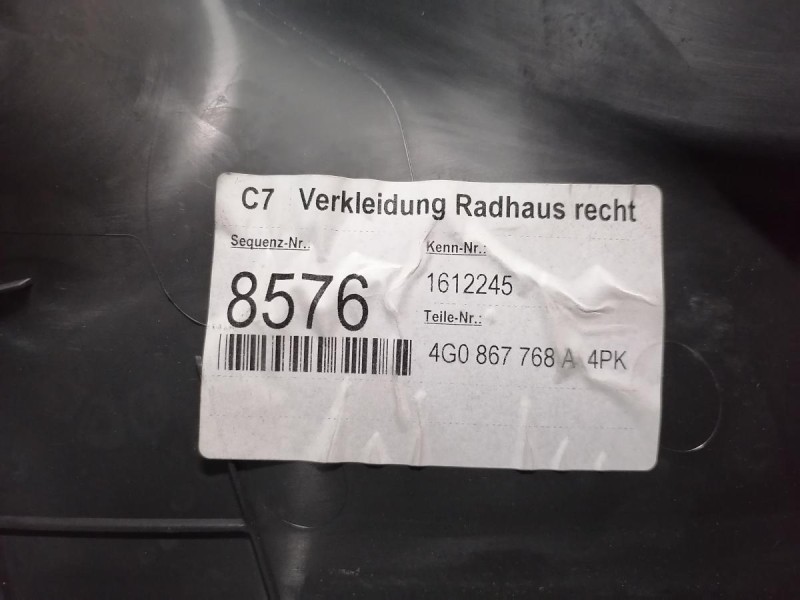 C7 Verkleidung Radhaus recht
Sequenz-Nr.:
8576
Kenn-Nr.:
1612245
Teile-Nr.:
4G0 867 768 A 4PK